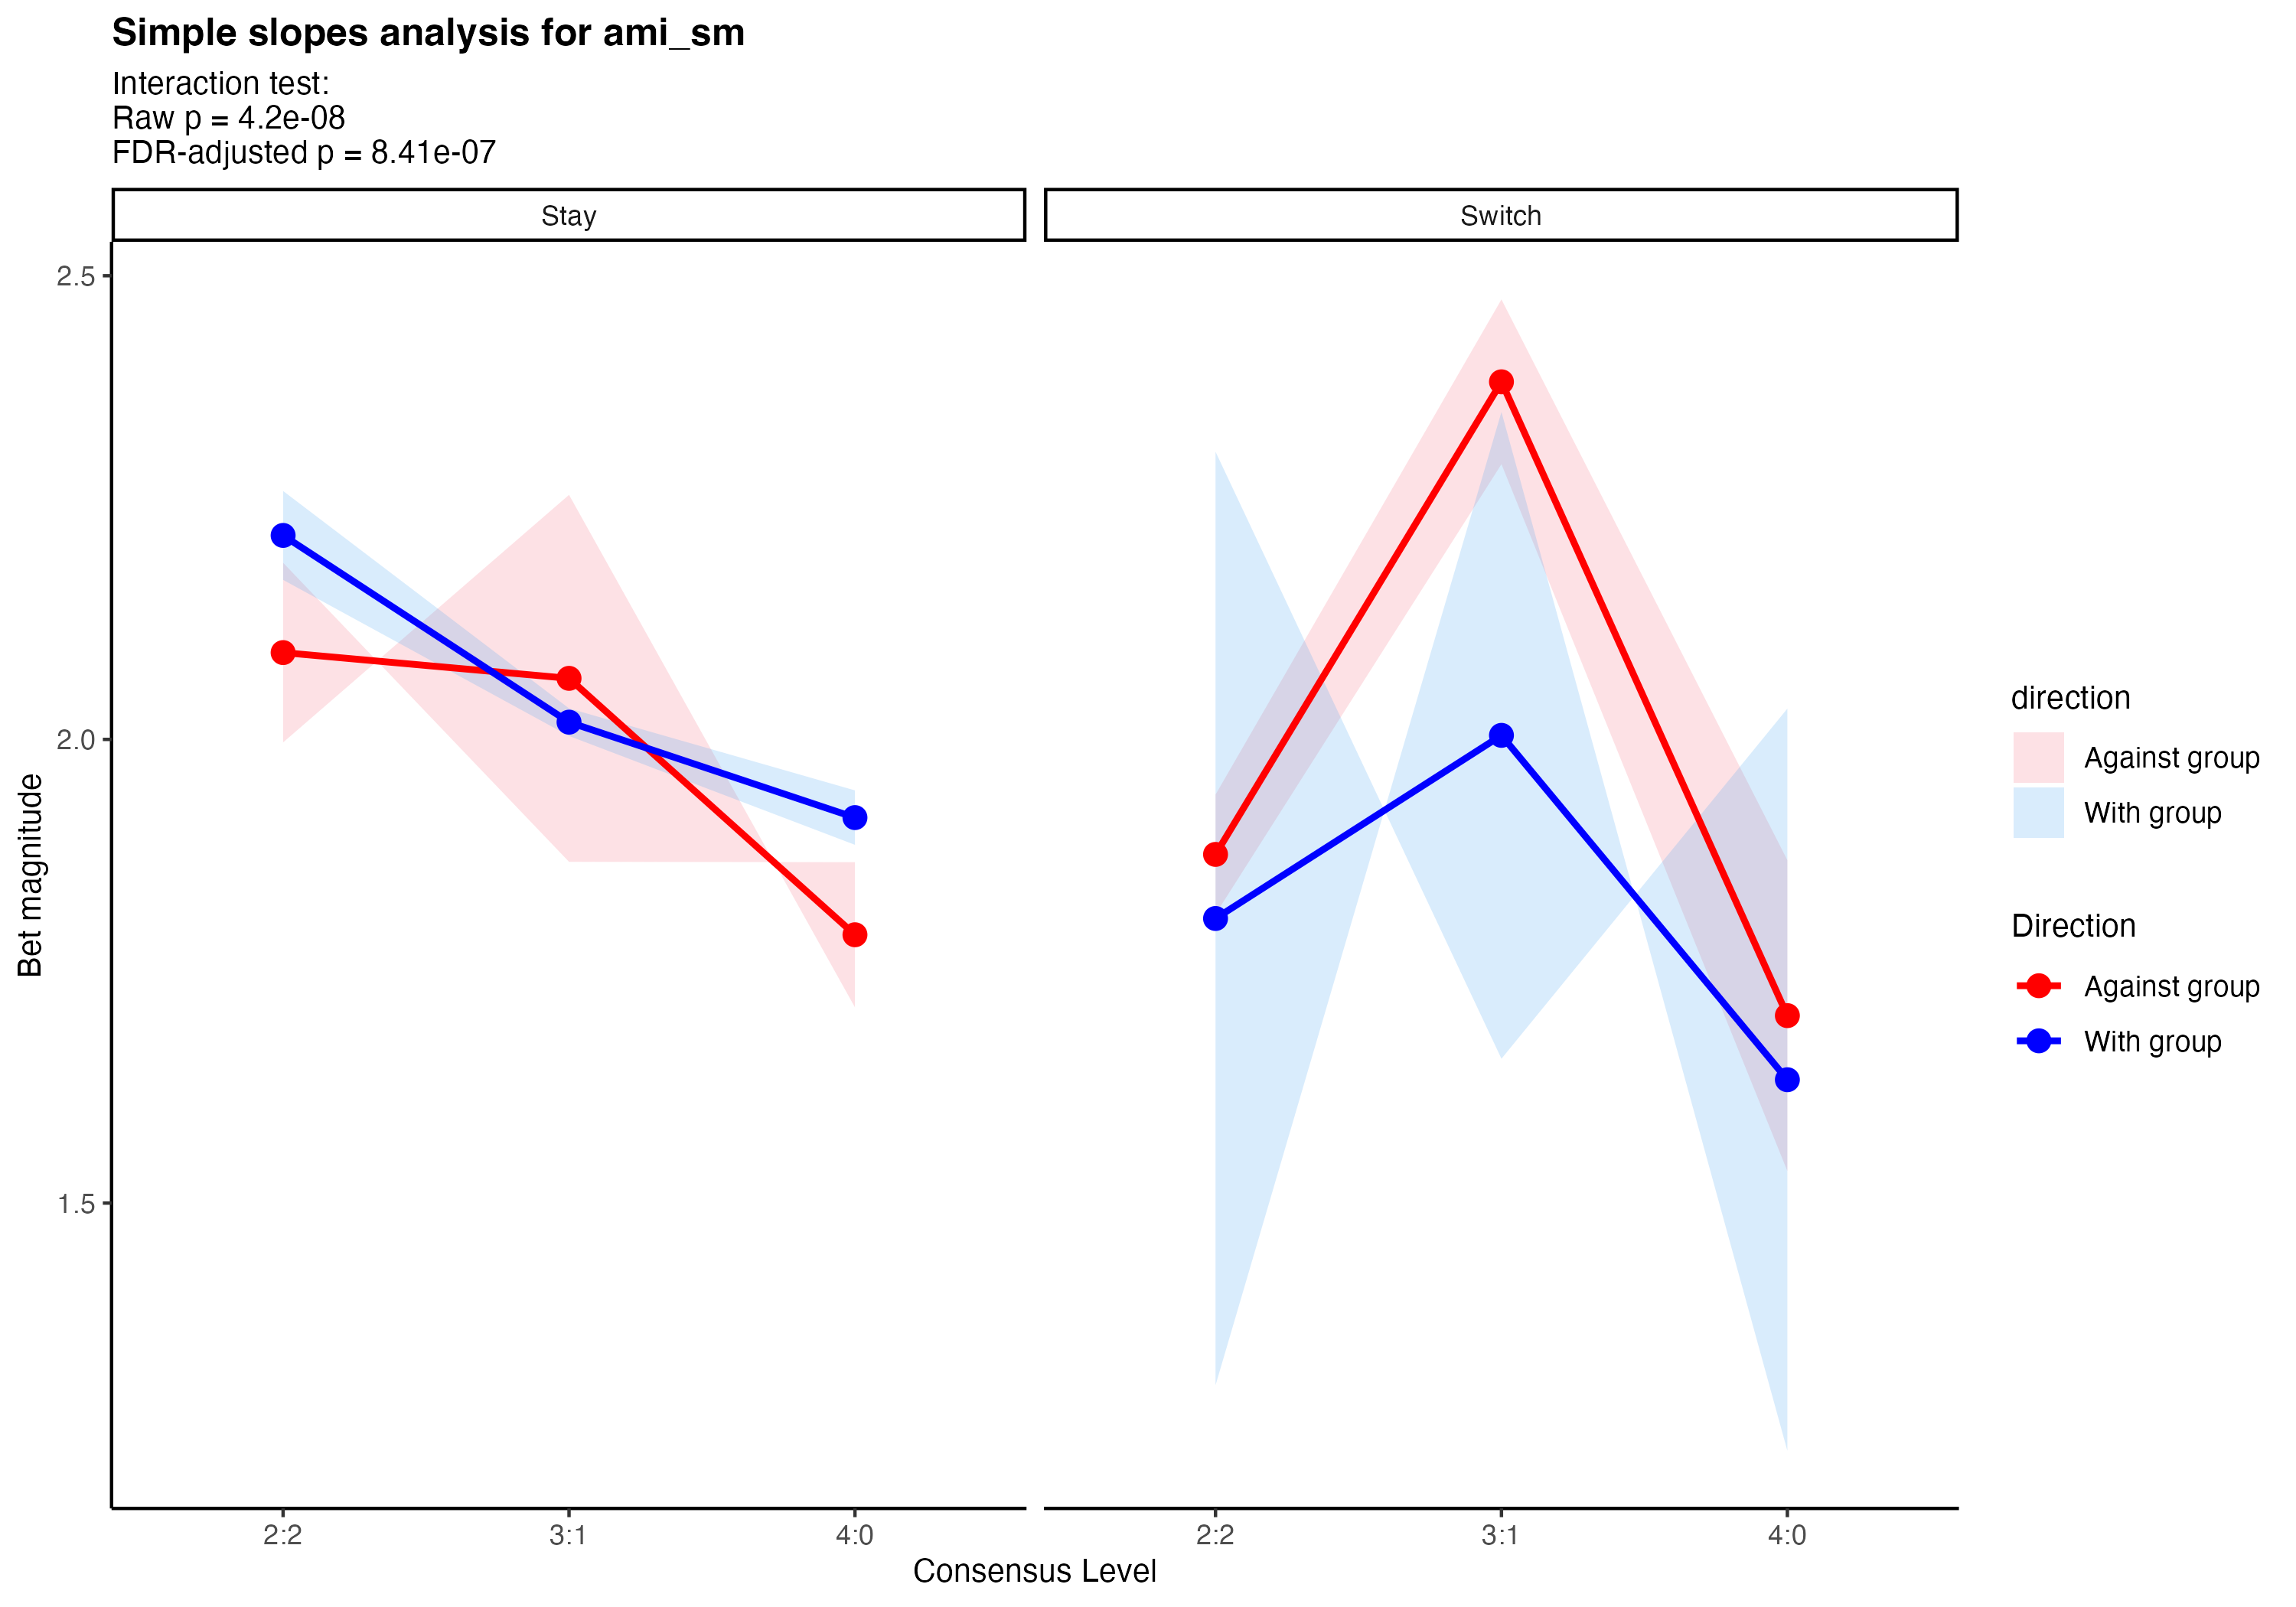 Simple slopes analysis for ami_sm
Interaction test:
Raw p = 4.2e-08
FDR-adjusted p = 8.41e-07
Stay
Switch
2.5
2.0
1.5
Bet magnitude
2:2
3:1
4:0
2:2
3:1
4:0
Consensus Level
direction
Against group
With group
Direction
Against group
With group